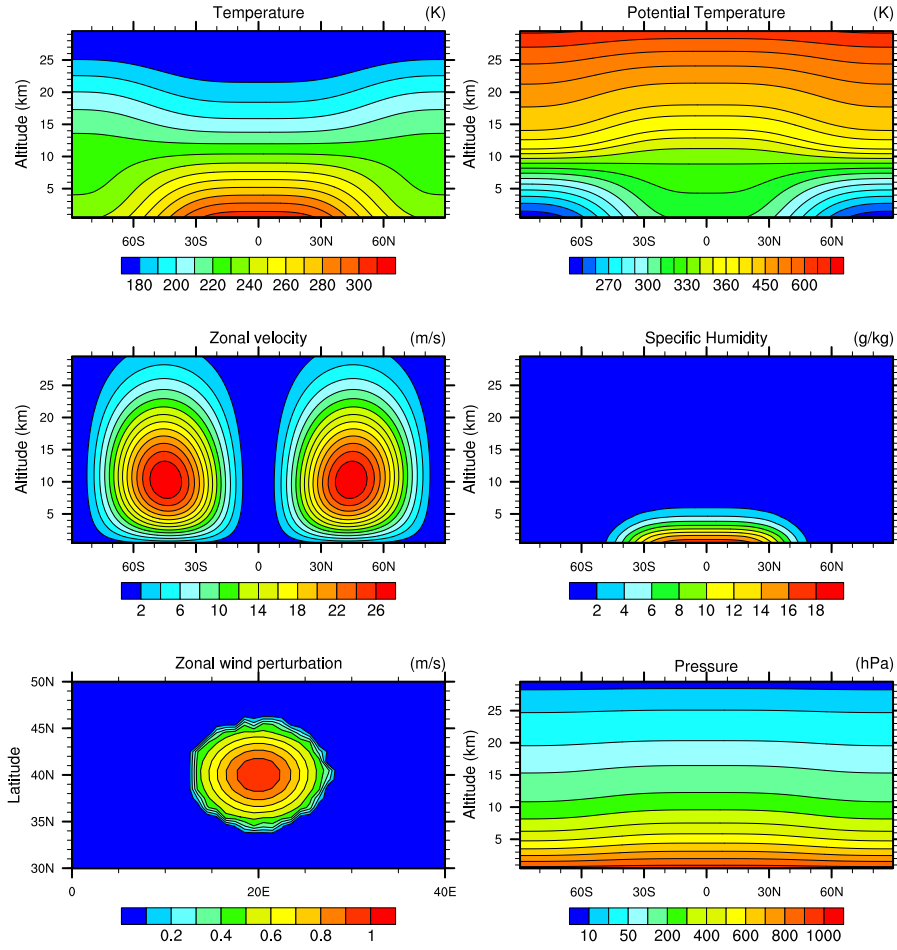 Temperature (K)
Potential Temperature (K)
Altitude (km)
25
20
15
10
5
60S 30S 0 30N 60N
180 200 220 240 260 280 300
Altitude (km)
25
20
15
10
5
60S 30S 0 30N 60N
270 300 330 360 450 600
Zonal velocity (m/s)
Specific Humidity (g/kg)
Altitude (km)
25
20
15
10
5
60S 30S 0 30N 60N
2 6 10 14 18 22 26
Altitude (km)
25
20
15
10
5
60S 30S 0 30N 60N
2 4 6 8 10 12 14 16 18
Zonal wind perturbation (m/s)
Pressure (hPa)
Latitude
50N
45N
40N
35N
30N
0 20E 40E
0.2 0.4 0.6 0.8 1
Altitude (km)
25
20
15
10
5
60S 30S 0 30N 60N
10 50 200 400 600 800 1000